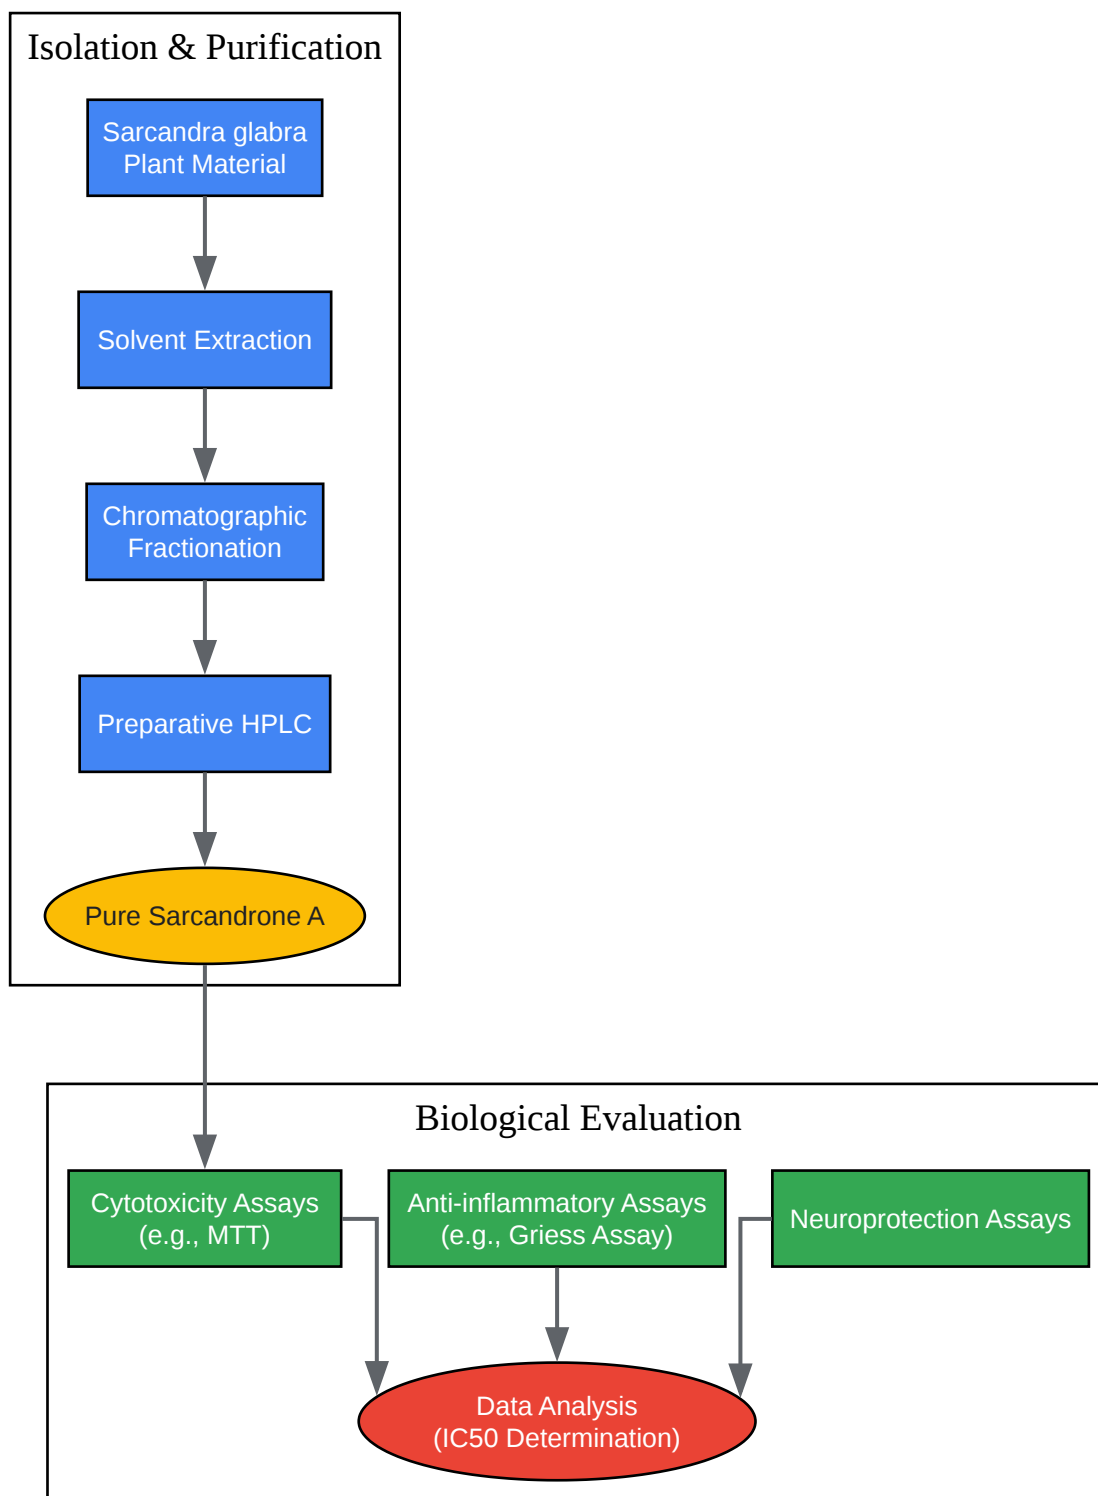 Isolation & Purification
Sarcandra glabra
Plant Material
Solvent Extraction
Chromatographic
Fractionation
Preparative HPLC
Pure Sarcandrone A
Biological Evaluation
Cytotoxicity Assays
(e.g., MTT)
Anti-inflammatory Assays
(e.g., Griess Assay)
Neuroprotection Assays
Data Analysis
(IC50 Determination)